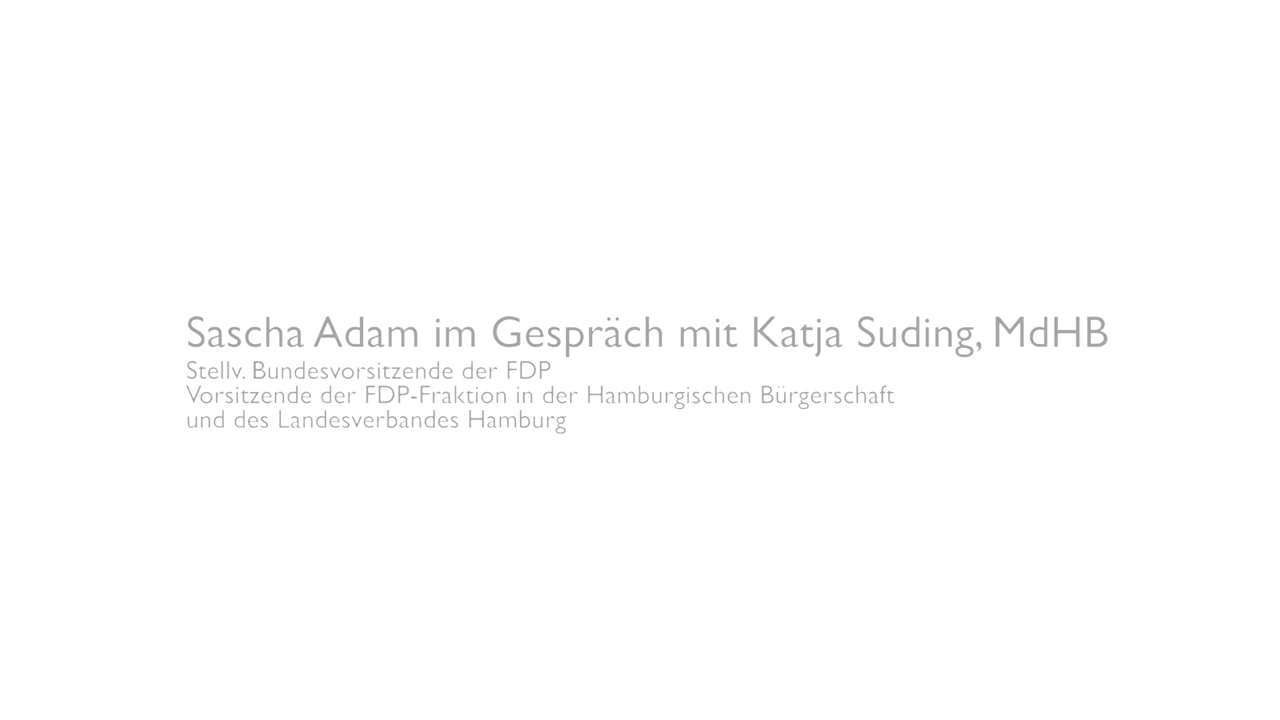 Sascha Adam im Gespräch mit Katja Suding, MdHB
Stellv. Bundesvorsitzende der FDP
Vorsitzende der FDP-Fraktion in der Hamburgischen Bürgerschaft
und des Landesverbandes Hamburg